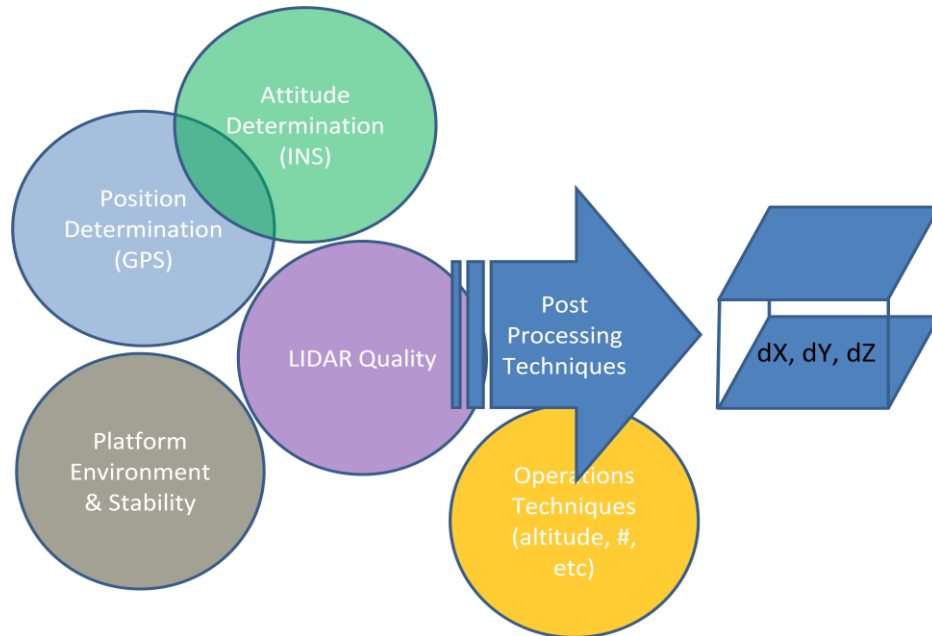 Attitude
Determination
(INS)
Position
Determination
(GPS)
LIDAR Quality
Platform
Environment
& Stability
Post
Processing
Techniques
Operations
Techniques
(altitude, #,
etc)
dX, dY, dZ